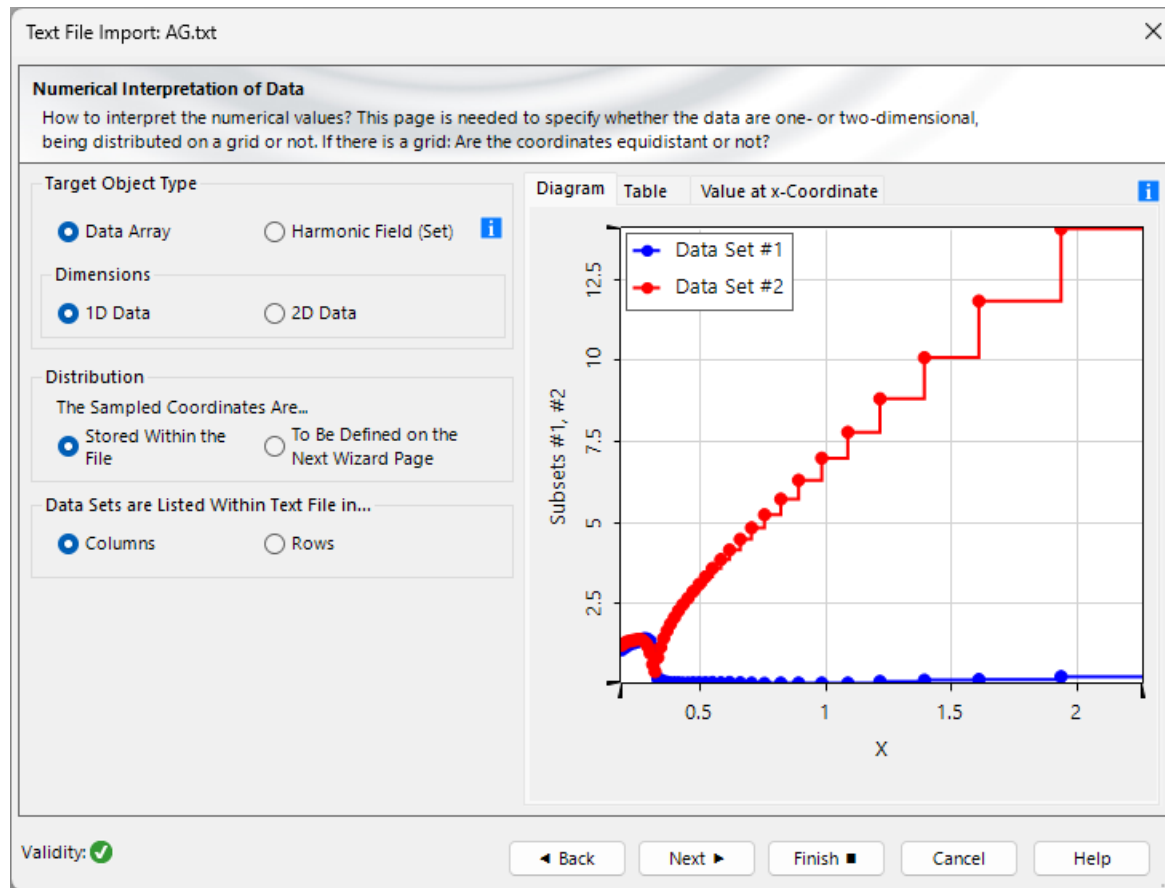 Text File Import: AG.txt
Numerical Interpretation of Data
How to interpret the numerical values? This page is needed to specify whether the data are one- or two-dimensional,
being distributed on a grid or not. If there is a grid: Are the coordinates equidistant or not?
Target Object Type
Data Array
Harmonic Field (Set)
Dimensions
1D Data
2D Data
Distribution
The Sampled Coordinates Are...
Stored Within the
File
To Be Defined on the
Next Wizard Page
Data Sets are Listed Within Text File in...
Columns
Rows
Diagram
Table
Value at x-Coordinate
Data Set #1
Data Set #2
Subsets #1, #2
12.5
10
7.5
5
2.5
0.5
1
1.5
2
X
Validity:
Back
Next
Finish
Cancel
Help